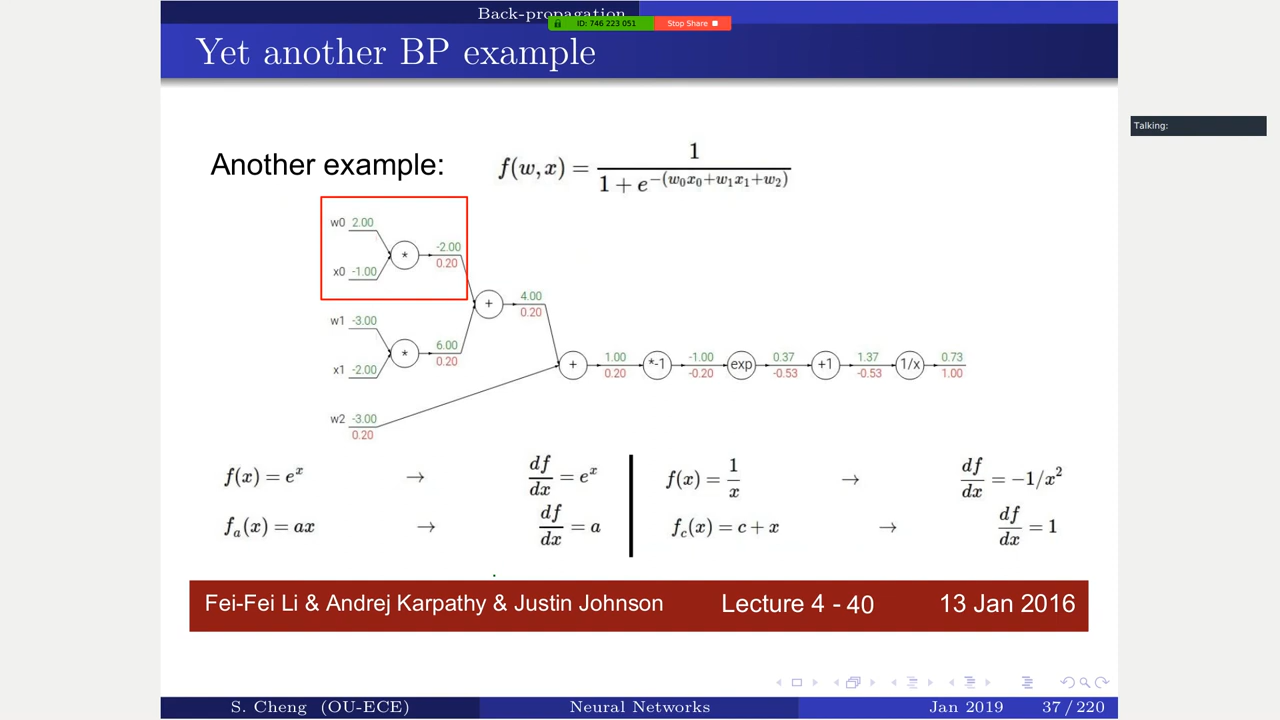 Back-propagation
ID: 746 223 051
Stop Share
Yet another BP example
Talking:
Another example:
f(w,x) = 1 / (1 + e^{-(w_0x_0+w_1x_1+w_2)})
w0 2.00
-2.00
* 0.20
x0 -1.00
4.00
+ 0.20
w1 -3.00
6.00
* 0.20
x1 -2.00
1.00 -1.00 0.37 1.37 0.73
+ *-1 exp +1 1/x
0.20 -0.20 -0.53 -0.53 1.00
w2 -3.00
0.20
f(x) = e^x → df/dx = e^x
f_a(x) = ax → df/dx = a
f(x) = 1/x → df/dx = -1/x^2
f_c(x) = c + x → df/dx = 1
Fei-Fei Li & Andrej Karpathy & Justin Johnson Lecture 4 - 40 13 Jan 2016
S. Cheng (OU-ECE) Neural Networks Jan 2019 37 / 220